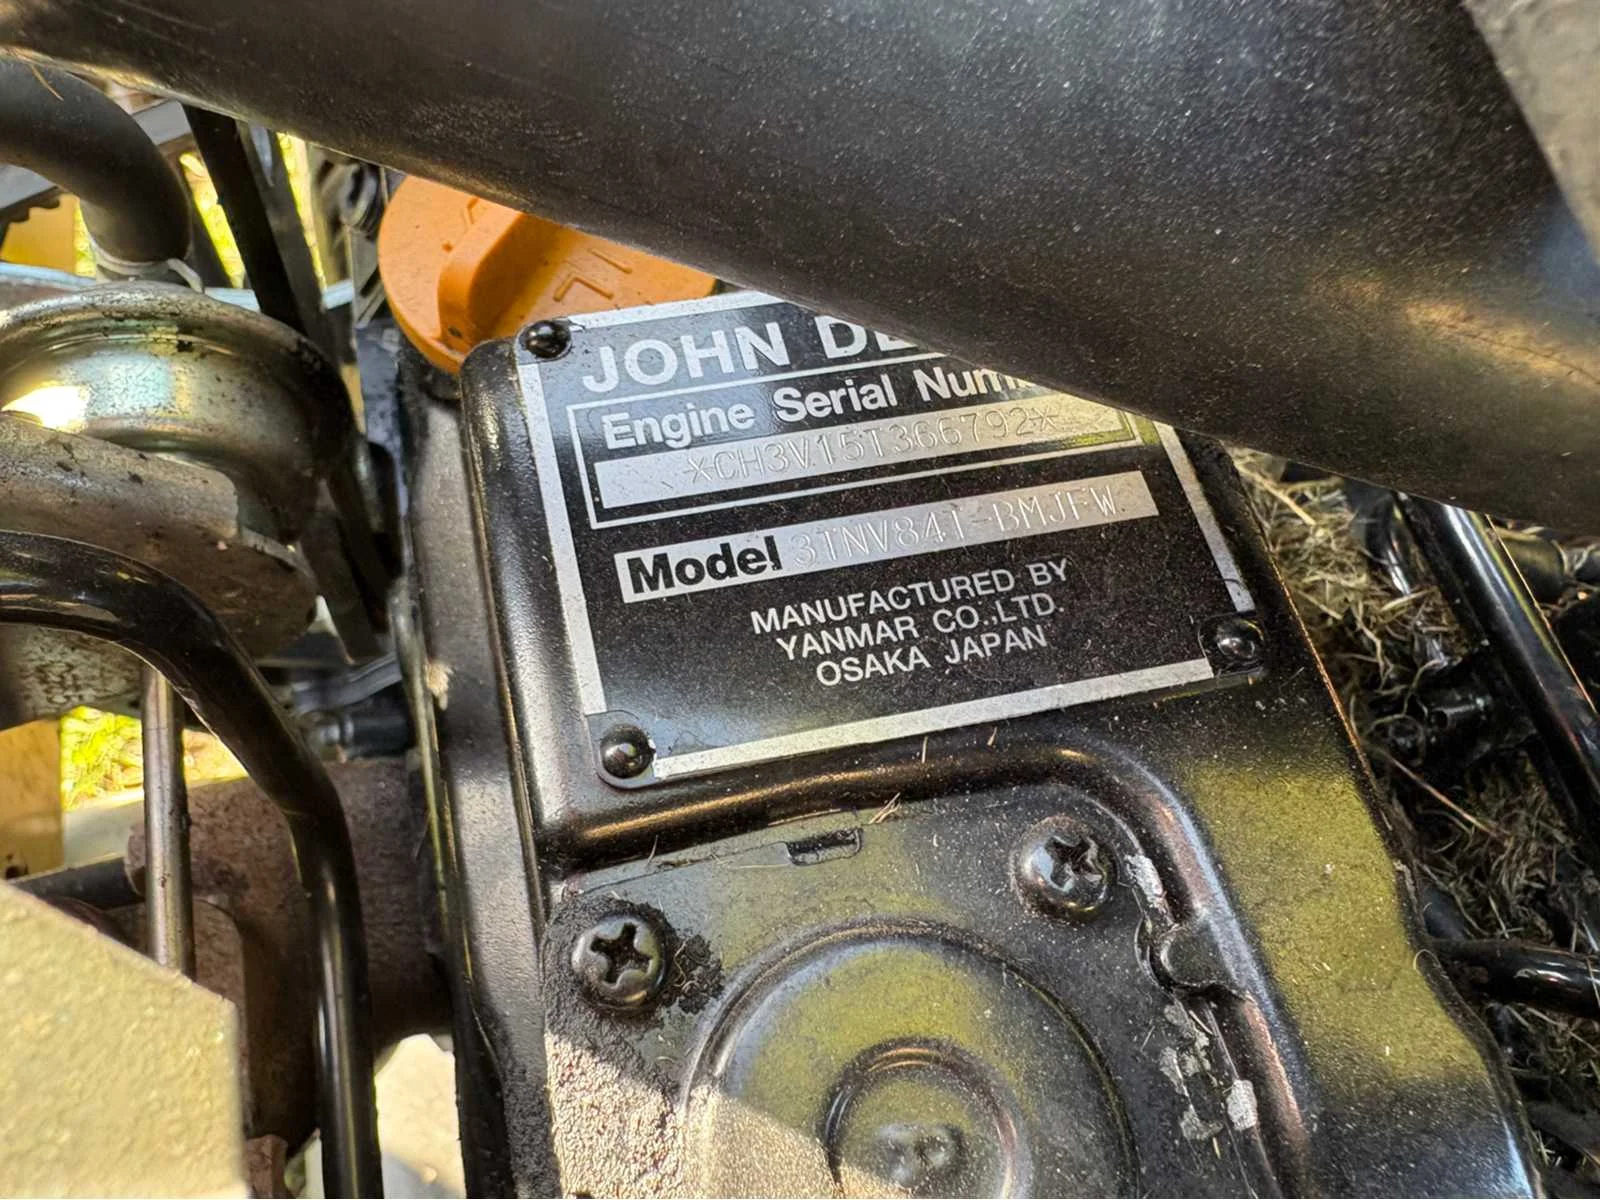 JOHN DE
Engine Serial Num
*CH3V15T366792*
Model 3TNV84T-BMJFW.
MANUFACTURED BY
YANMAR CO.,LTD.
OSAKA JAPAN